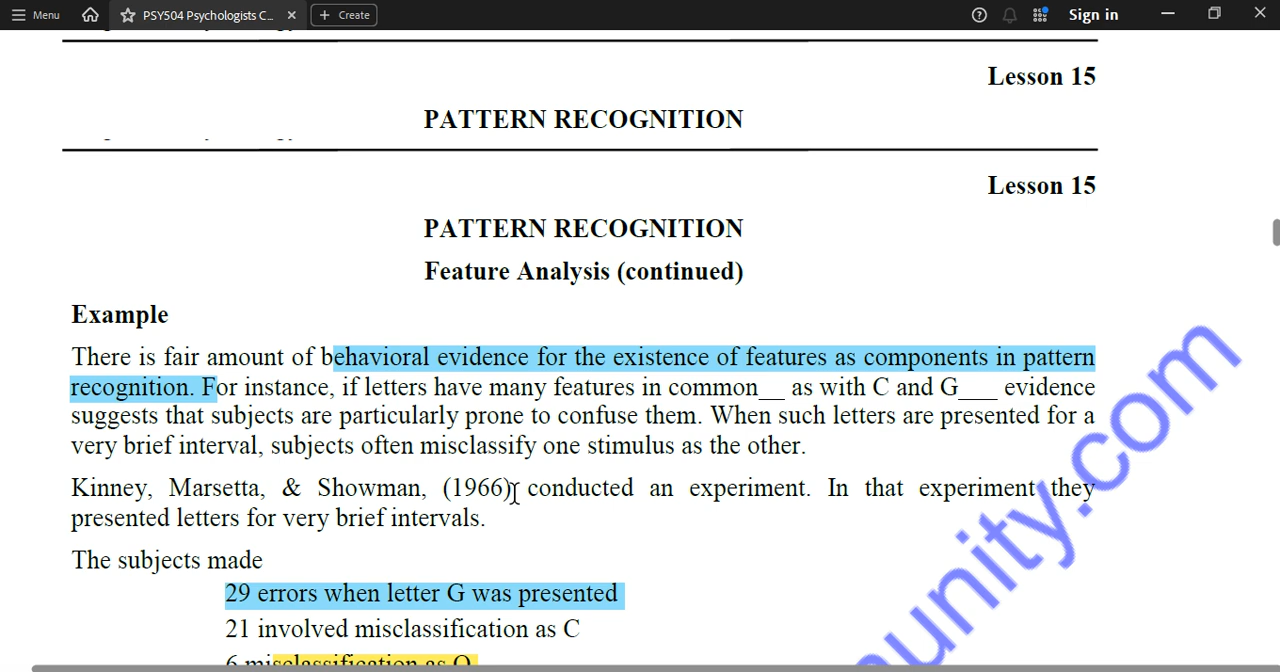 Menu
PSY504 Psychologists C...
+ Create
Sign in
Lesson 15
PATTERN RECOGNITION
Lesson 15
PATTERN RECOGNITION
Feature Analysis (continued)
Example
There is fair amount of behavioral evidence for the existence of features as components in pattern
recognition. For instance, if letters have many features in common__ as with C and G___ evidence
suggests that subjects are particularly prone to confuse them. When such letters are presented for a
very brief interval, subjects often misclassify one stimulus as the other.
Kinney, Marsetta, & Showman, (1966) conducted an experiment. In that experiment they
presented letters for very brief intervals.
The subjects made
29 errors when letter G was presented
21 involved misclassification as C
6 misclassification as O
unity.com